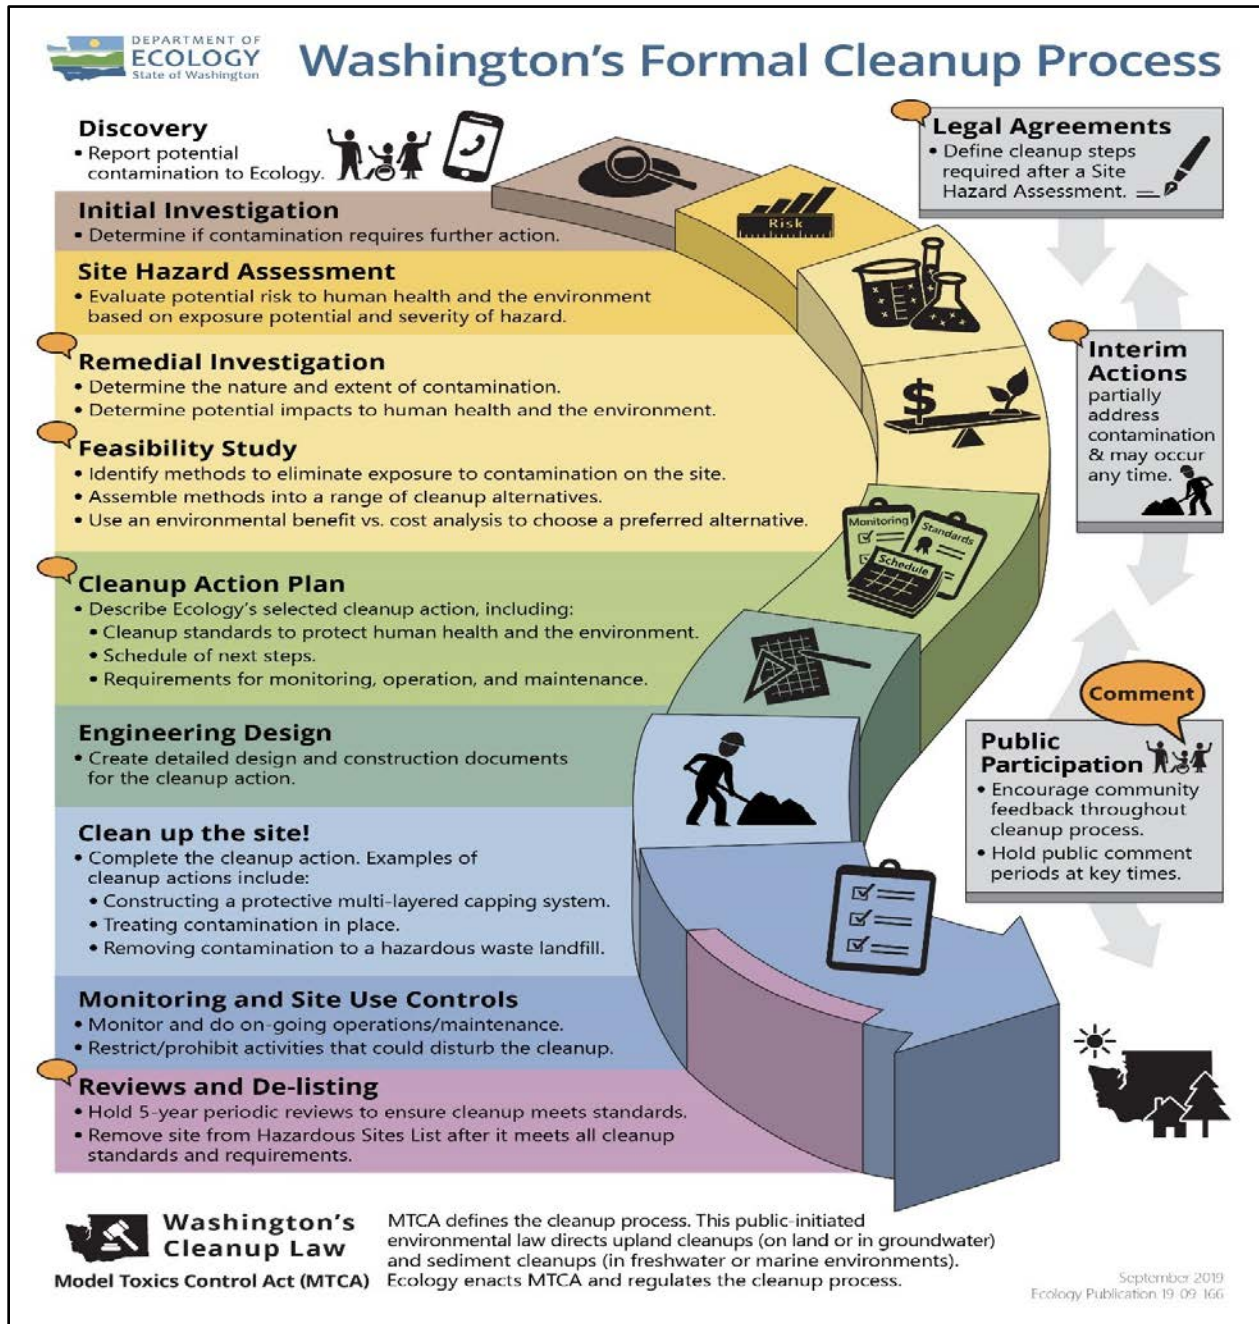 DEPARTMENT OF
ECOLOGY
State of Washington
Washington's Formal Cleanup Process
Discovery
• Report potential
contamination to Ecology.
Initial Investigation
• Determine if contamination requires further action.
Site Hazard Assessment
• Evaluate potential risk to human health and the environment
based on exposure potential and severity of hazard.
Remedial Investigation
• Determine the nature and extent of contamination.
• Determine potential impacts to human health and the environment.
Feasibility Study
• Identify methods to eliminate exposure to contamination on the site.
• Assemble methods into a range of cleanup alternatives.
• Use an environmental benefit vs. cost analysis to choose a preferred alternative.
Cleanup Action Plan
• Describe Ecology's selected cleanup action, including:
• Cleanup standards to protect human health and the environment.
• Schedule of next steps.
• Requirements for monitoring, operation, and maintenance.
Engineering Design
• Create detailed design and construction documents
for the cleanup action.
Clean up the site!
• Complete the cleanup action. Examples of
cleanup actions include:
• Constructing a protective multi-layered capping system.
• Treating contamination in place.
• Removing contamination to a hazardous waste landfill.
Monitoring and Site Use Controls
• Monitor and do on-going operations/maintenance.
• Restrict/prohibit activities that could disturb the cleanup.
Reviews and De-listing
• Hold 5-year periodic reviews to ensure cleanup meets standards.
• Remove site from Hazardous Sites List after it meets all cleanup
standards and requirements.
Risk
$
Monitoring
Standards
Schedule
Legal Agreements
• Define cleanup steps
required after a Site
Hazard Assessment.
Interim
Actions
partially
address
contamination
& may occur
any time.
Comment
Public
Participation
• Encourage community
feedback throughout
cleanup process.
• Hold public comment
periods at key times.
Washington's
Cleanup Law
Model Toxics Control Act (MTCA)
MTCA defines the cleanup process. This public-initiated
environmental law directs upland cleanups (on land or in groundwater)
and sediment cleanups (in freshwater or marine environments).
Ecology enacts MTCA and regulates the cleanup process.
September 2019
Ecology Publication 19-09-166